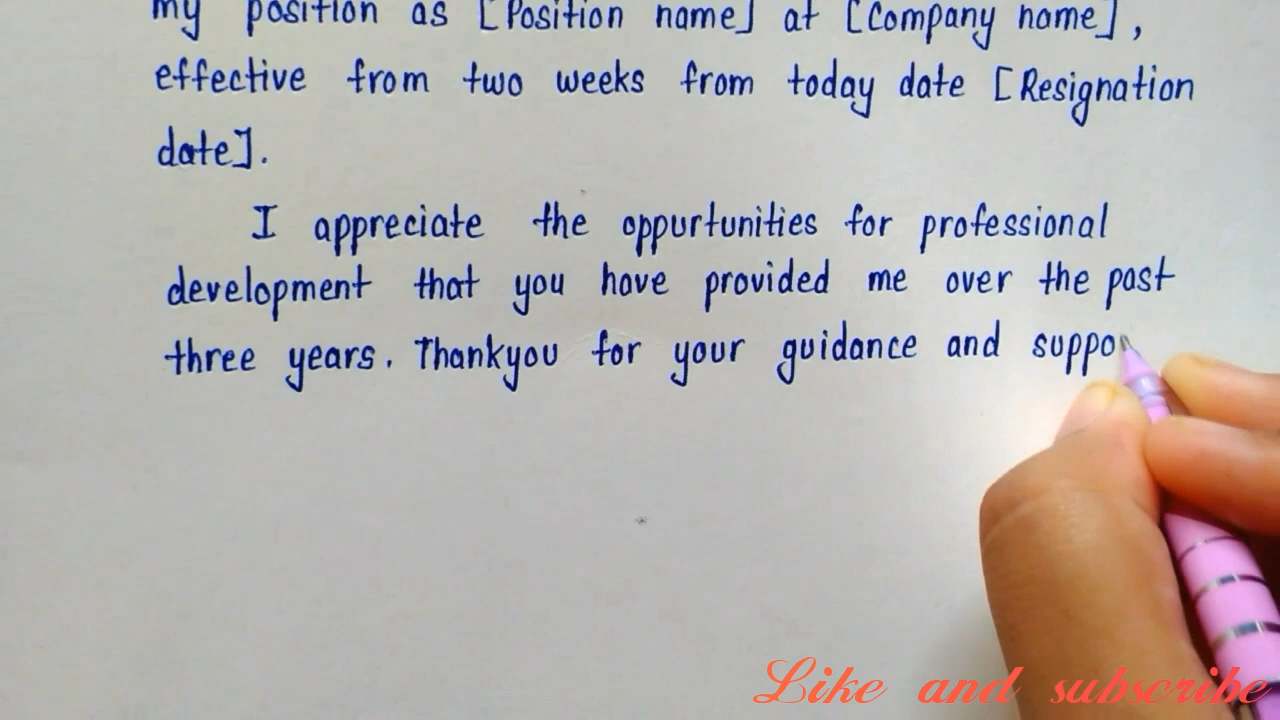 my position as [Position name] at [Company name],
effective from two weeks from today date [Resignation
date].
I appreciate the oppurtunities for professional
development that you have provided me over the past
three years. Thankyou for your guidance and suppo
Like and subscribe